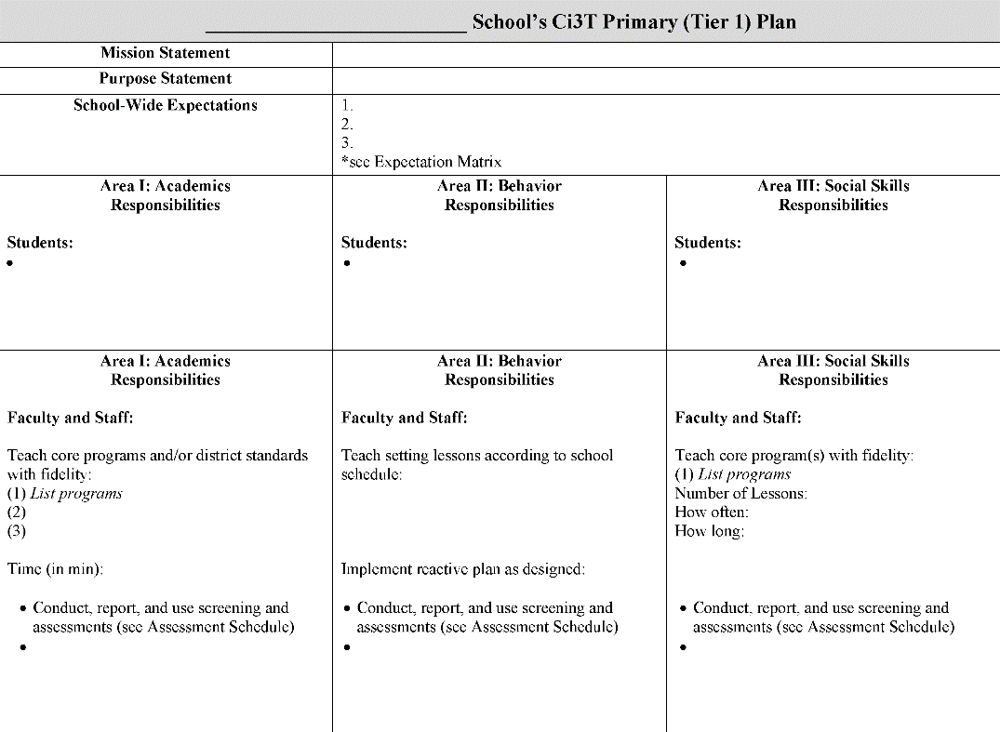 ________________________________ School's Ci3T Primary (Tier 1) Plan
Mission Statement
Purpose Statement
School-Wide Expectations
1.
2.
3.
*see Expectation Matrix
Area I: Academics
Responsibilities
Students:
•
Area II: Behavior
Responsibilities
Students:
•
Area III: Social Skills
Responsibilities
Students:
•
Area I: Academics
Responsibilities
Faculty and Staff:
Teach core programs and/or district standards
with fidelity:
(1) List programs
(2)
(3)
Time (in min):
• Conduct, report, and use screening and
assessments (see Assessment Schedule)
•
Area II: Behavior
Responsibilities
Faculty and Staff:
Teach setting lessons according to school
schedule:
Implement reactive plan as designed:
• Conduct, report, and use screening and
assessments (see Assessment Schedule)
•
Area III: Social Skills
Responsibilities
Faculty and Staff:
Teach core program(s) with fidelity:
(1) List programs
Number of Lessons:
How often:
How long:
• Conduct, report, and use screening and
assessments (see Assessment Schedule)
•